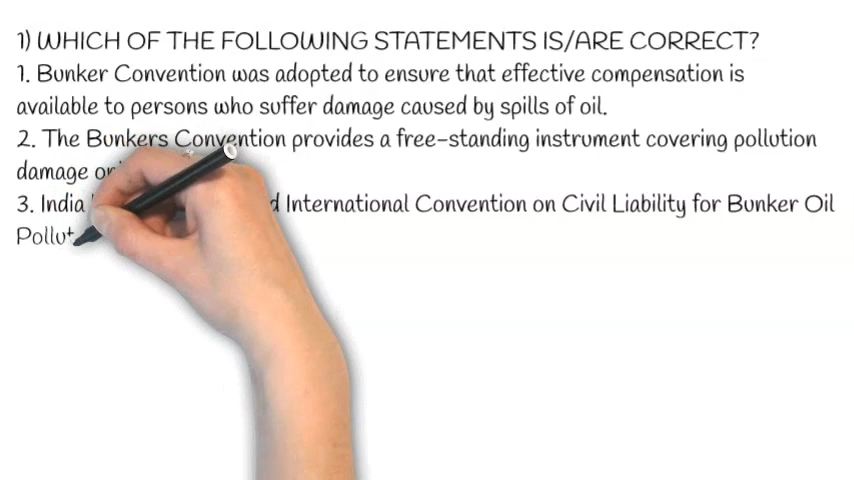 1) WHICH OF THE FOLLOWING STATEMENTS IS/ARE CORRECT?
1. Bunker Convention was adopted to ensure that effective compensation is
available to persons who suffer damage caused by spills of oil.
2. The Bunkers Convention provides a free-standing instrument covering pollution
damage
3. India International Convention on Civil Liability for Bunker Oil